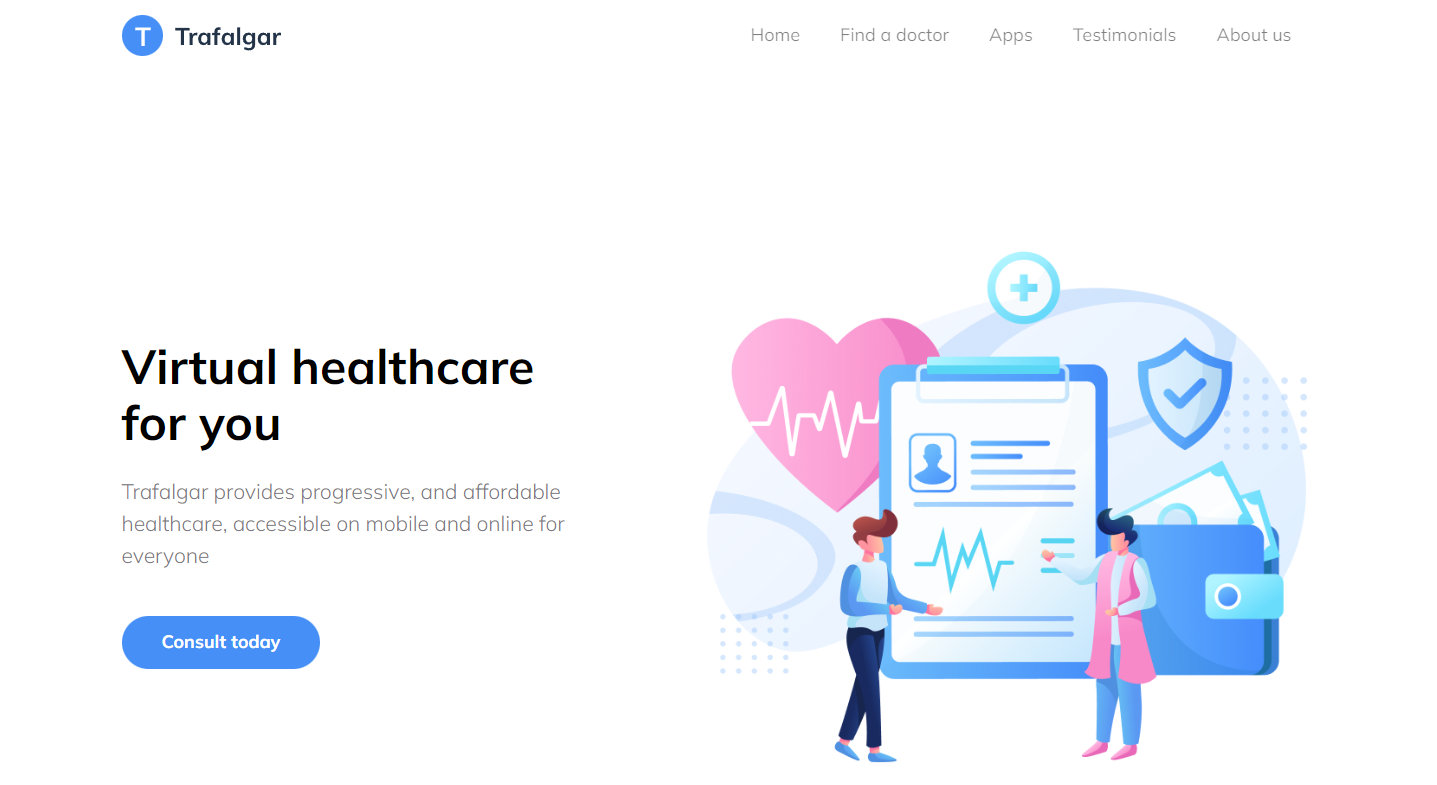 T Trafalgar
Home Find a doctor Apps Testimonials About us
Virtual healthcare
for you
Trafalgar provides progressive, and affordable
healthcare, accessible on mobile and online for
everyone
Consult today